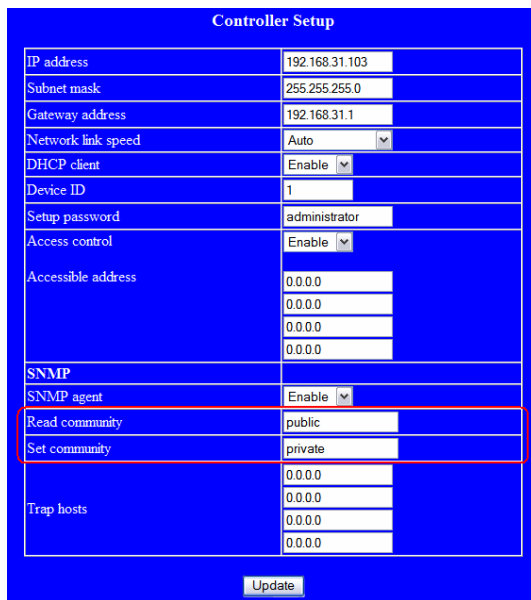 Controller Setup
IP address 192.168.31.103
Subnet mask 255.255.255.0
Gateway address 192.168.31.1
Network link speed Auto
DHCP client Enable
Device ID 1
Setup password administrator
Access control Enable
Accessible address 0.0.0.0
0.0.0.0
0.0.0.0
0.0.0.0
SNMP
SNMP agent Enable
Read community public
Set community private
Trap hosts 0.0.0.0
0.0.0.0
0.0.0.0
0.0.0.0
Update